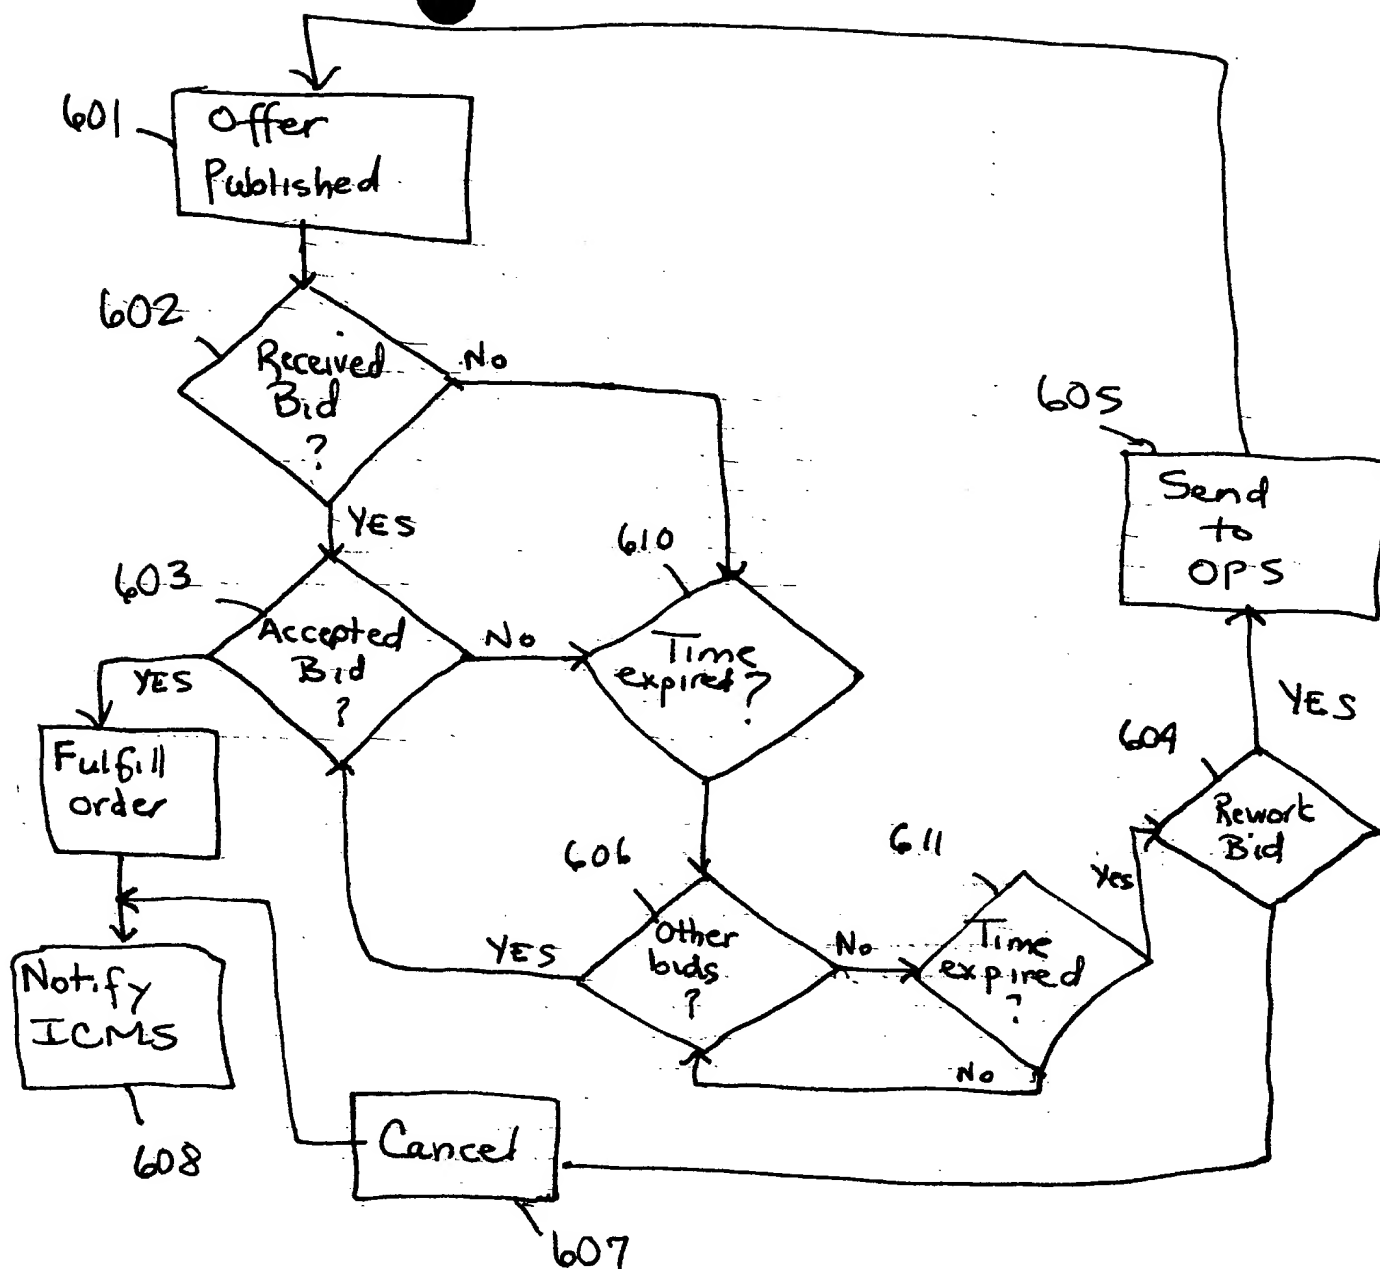 601
Offer
Published
602
Received
Bid
?
No
YES
603
Accepted
Bid
?
No
YES
610
Time
expired?
605
Send
to
OPS
YES
604
Rework
Bid
Fulfill
order
606
Other
bids
?
YES
No
611
Time
expired
?
Yes
No
Notify
ICMS
608
Cancel
607